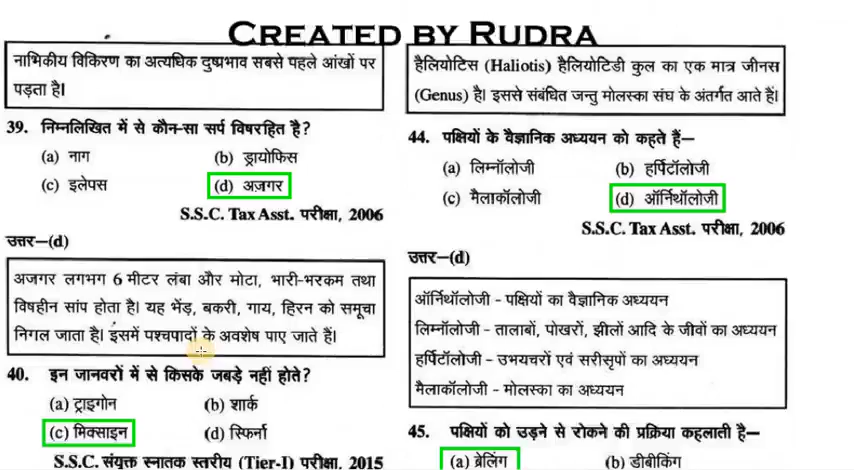 CREATED BY RUDRA
नाभिकीय विकिरण का अत्यधिक दुष्प्रभाव सबसे पहले आंखों पर
पड़ता है।
39. निम्नलिखित में से कौन-सा सर्प विषरहित है?
(a) नाग (b) ड्रायोफिस
(c) इलेपस (d) अजगर
S.S.C. Tax Asst. परीक्षा, 2006
उत्तर—(d)
अजगर लगभग 6 मीटर लंबा और मोटा, भारी-भरकम तथा
विषहीन सांप होता है। यह भेंड़, बकरी, गाय, हिरन को समूचा
निगल जाता है। इसमें पश्चपादों के अवशेष पाए जाते हैं।
40. इन जानवरों में से किसके जबड़े नहीं होते?
(a) ट्राइगोन (b) शार्क
(c) मिक्साइन (d) स्फिर्ना
S.S.C. संयुक्त स्नातक स्तरीय (Tier-I) परीक्षा, 2015
हैलियोटिस (Haliotis) हैलियोटिडी कुल का एक मात्र जीनस
(Genus) है। इससे संबंधित जन्तु मोलस्का संघ के अंतर्गत आते हैं।
44. पक्षियों के वैज्ञानिक अध्ययन को कहते हैं—
(a) लिम्नॉलोजी (b) हर्पिटॉलोजी
(c) मैलाकॉलोजी (d) ऑर्निथॉलोजी
S.S.C. Tax Asst. परीक्षा, 2006
उत्तर—(d)
ऑर्निथॉलोजी - पक्षियों का वैज्ञानिक अध्ययन
लिम्नॉलोजी - तालाबों, पोखरों, झीलों आदि के जीवों का अध्ययन
हर्पिटॉलोजी - उभयचरों एवं सरीसृपों का अध्ययन
मैलाकॉलोजी - मोलस्का का अध्ययन
45. पक्षियों को उड़ने से रोकने की प्रक्रिया कहलाती है—
(a) ब्रेलिंग (b) डीबीकिंग